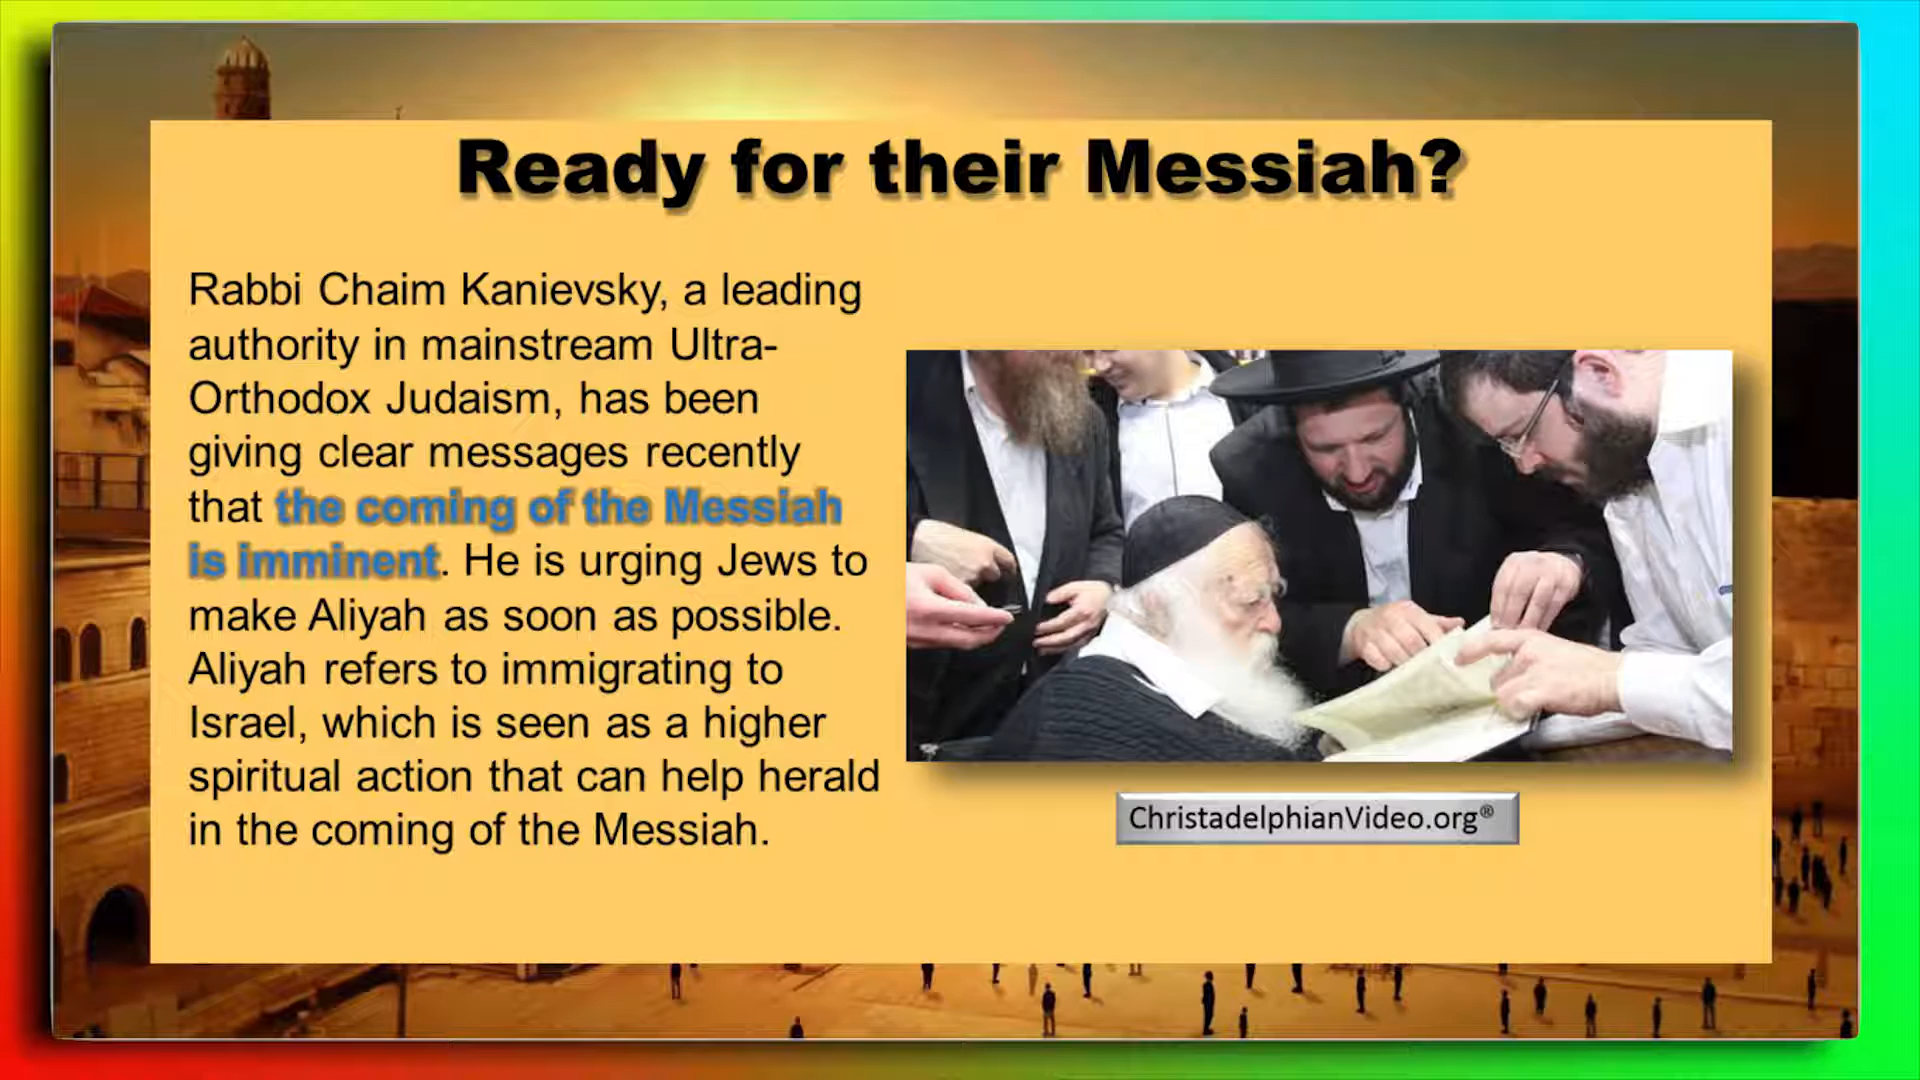 Ready for their Messiah?
Rabbi Chaim Kanievsky, a leading
authority in mainstream Ultra-
Orthodox Judaism, has been
giving clear messages recently
that the coming of the Messiah
is imminent. He is urging Jews to
make Aliyah as soon as possible.
Aliyah refers to immigrating to
Israel, which is seen as a higher
spiritual action that can help herald
in the coming of the Messiah.
ChristadelphianVideo.org®